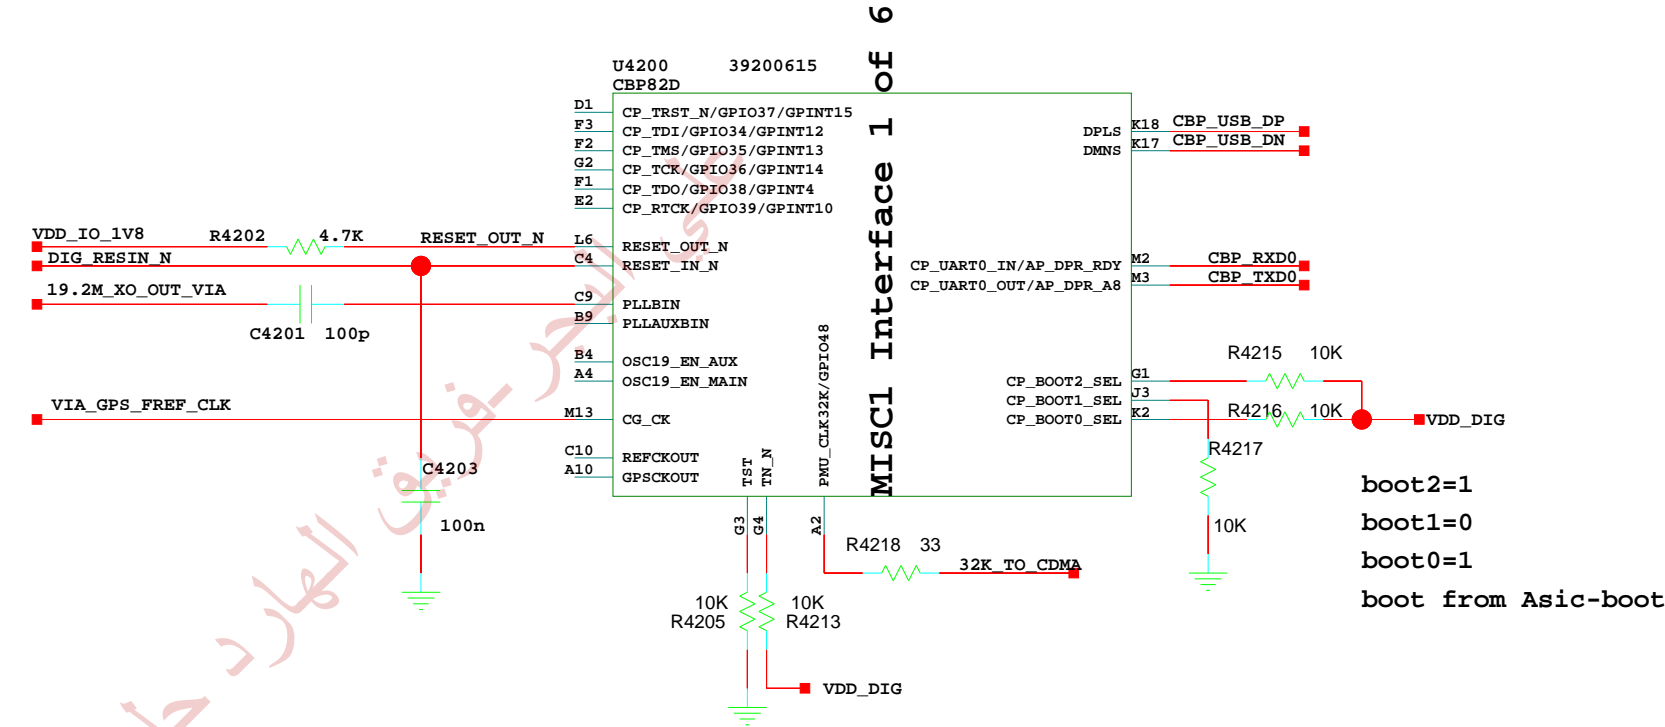 MISC1 Interface 1 of 6
U4200 39200615
CBP82D
D1 CP_TRST_N/GPIO37/GPINT15
F3 CP_TDI/GPIO34/GPINT12
F2 CP_TMS/GPIO35/GPINT13
G2 CP_TCK/GPIO36/GPINT14
F1 CP_TDO/GPIO38/GPINT4
E2 CP_RTCK/GPIO39/GPINT10
DPLS K18 CBP_USB_DP
DMNS K17 CBP_USB_DN
VDD_IO_1V8 R4202 4.7K RESET_OUT_N L6 RESET_OUT_N
DIG_RESIN_N C4 RESET_IN_N
CP_UART0_IN/AP_DPR_RDY M2 CBP_RXD0
CP_UART0_OUT/AP_DPR_A8 M3 CBP_TXD0
19.2M_XO_OUT_VIA C9 PLLBIN
C4201 100p B9 PLLAUXBIN
B4 OSC19_EN_AUX
A4 OSC19_EN_MAIN
VIA_GPS_FREF_CLK M13 CG_CK
C10 REFCKOUT
A10 GPSCKOUT
C4203
100n
R4215 10K
CP_BOOT2_SEL G1
CP_BOOT1_SEL J3
CP_BOOT0_SEL K2 R4216 10K VDD_DIG
R4217
10K
TST G3
TN_N G4
PMU_CLK32K/GPIO48 A2
R4218 33 32K_TO_CDMA
10K 10K
R4205 R4213
VDD_DIG
boot2=1
boot1=0
boot0=1
boot from Asic-boot
علي البحر-فريق الهارد